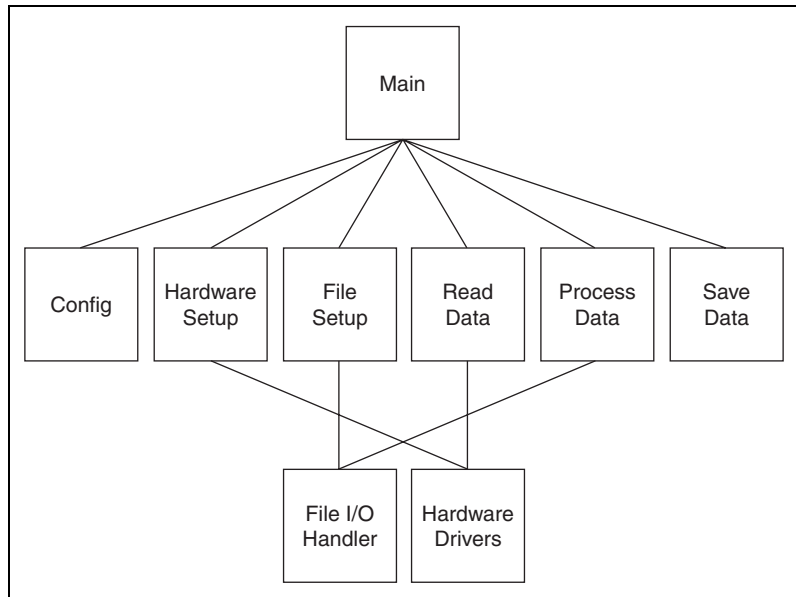 Main
Config
Hardware
Setup
File
Setup
Read
Data
Process
Data
Save
Data
File I/O
Handler
Hardware
Drivers